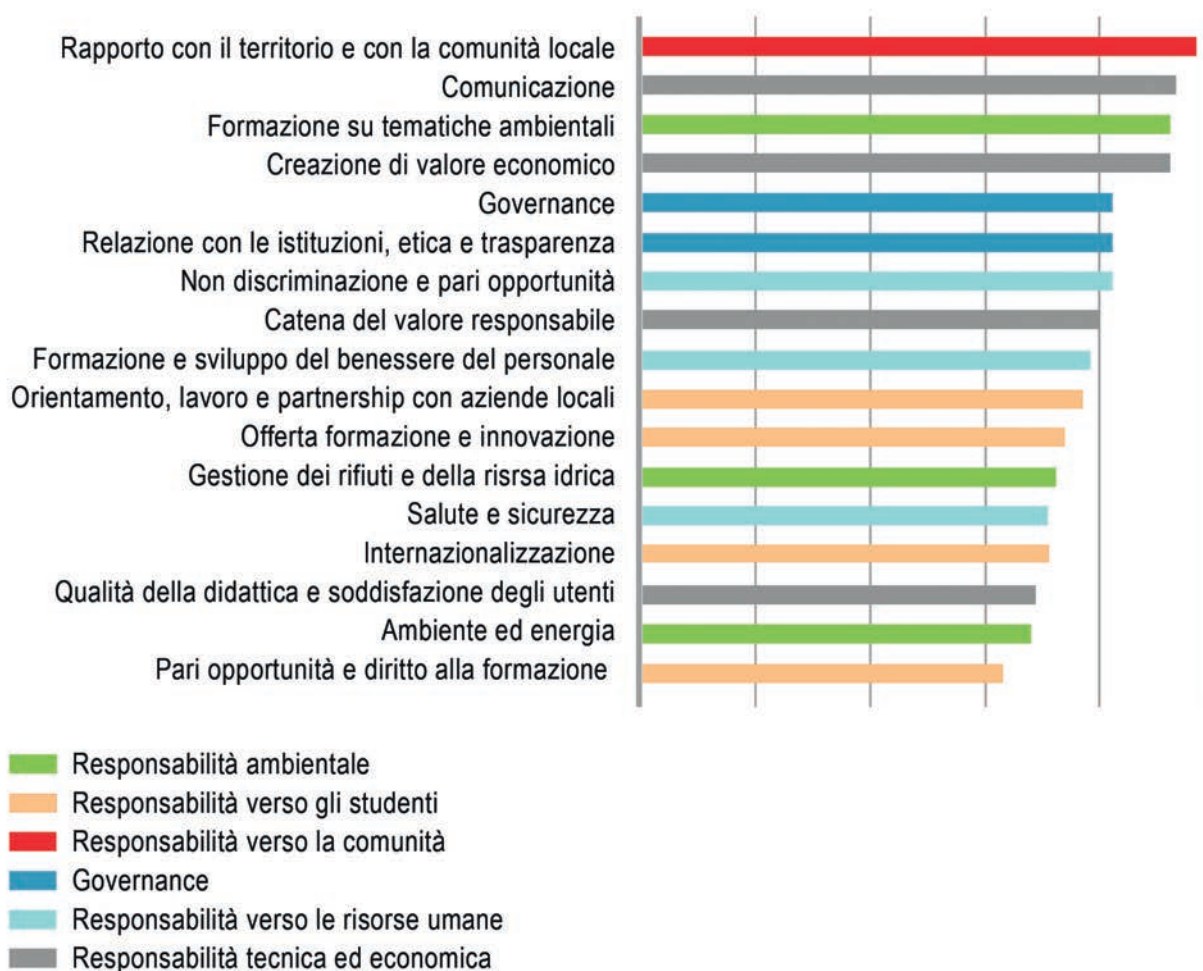 Rapporto con il territorio e con la comunità locale
Comunicazione
Formazione su tematiche ambientali
Creazione di valore economico
Governance
Relazione con le istituzioni, etica e trasparenza
Non discriminazione e pari opportunità
Catena del valore responsabile
Formazione e sviluppo del benessere del personale
Orientamento, lavoro e partnership con aziende locali
Offerta formazione e innovazione
Gestione dei rifiuti e della risrsa idrica
Salute e sicurezza
Internazionalizzazione
Qualità della didattica e soddisfazione degli utenti
Ambiente ed energia
Pari opportunità e diritto alla formazione
Responsabilità ambientale
Responsabilità verso gli studenti
Responsabilità verso la comunità
Governance
Responsabilità verso le risorse umane
Responsabilità tecnica ed economica